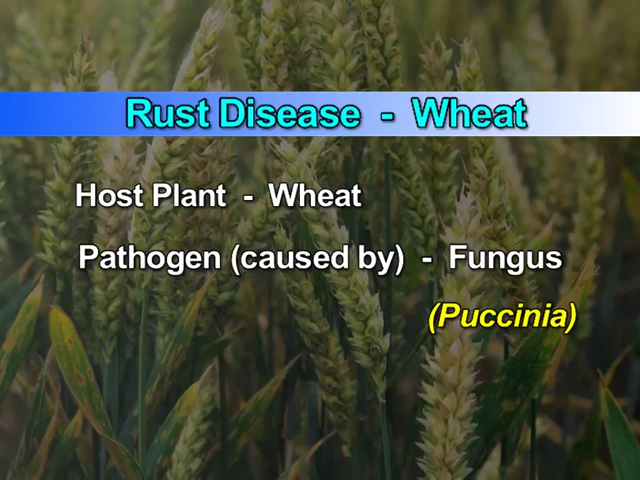 Rust Disease - Wheat
Host Plant - Wheat
Pathogen (caused by) - Fungus
(Puccinia)